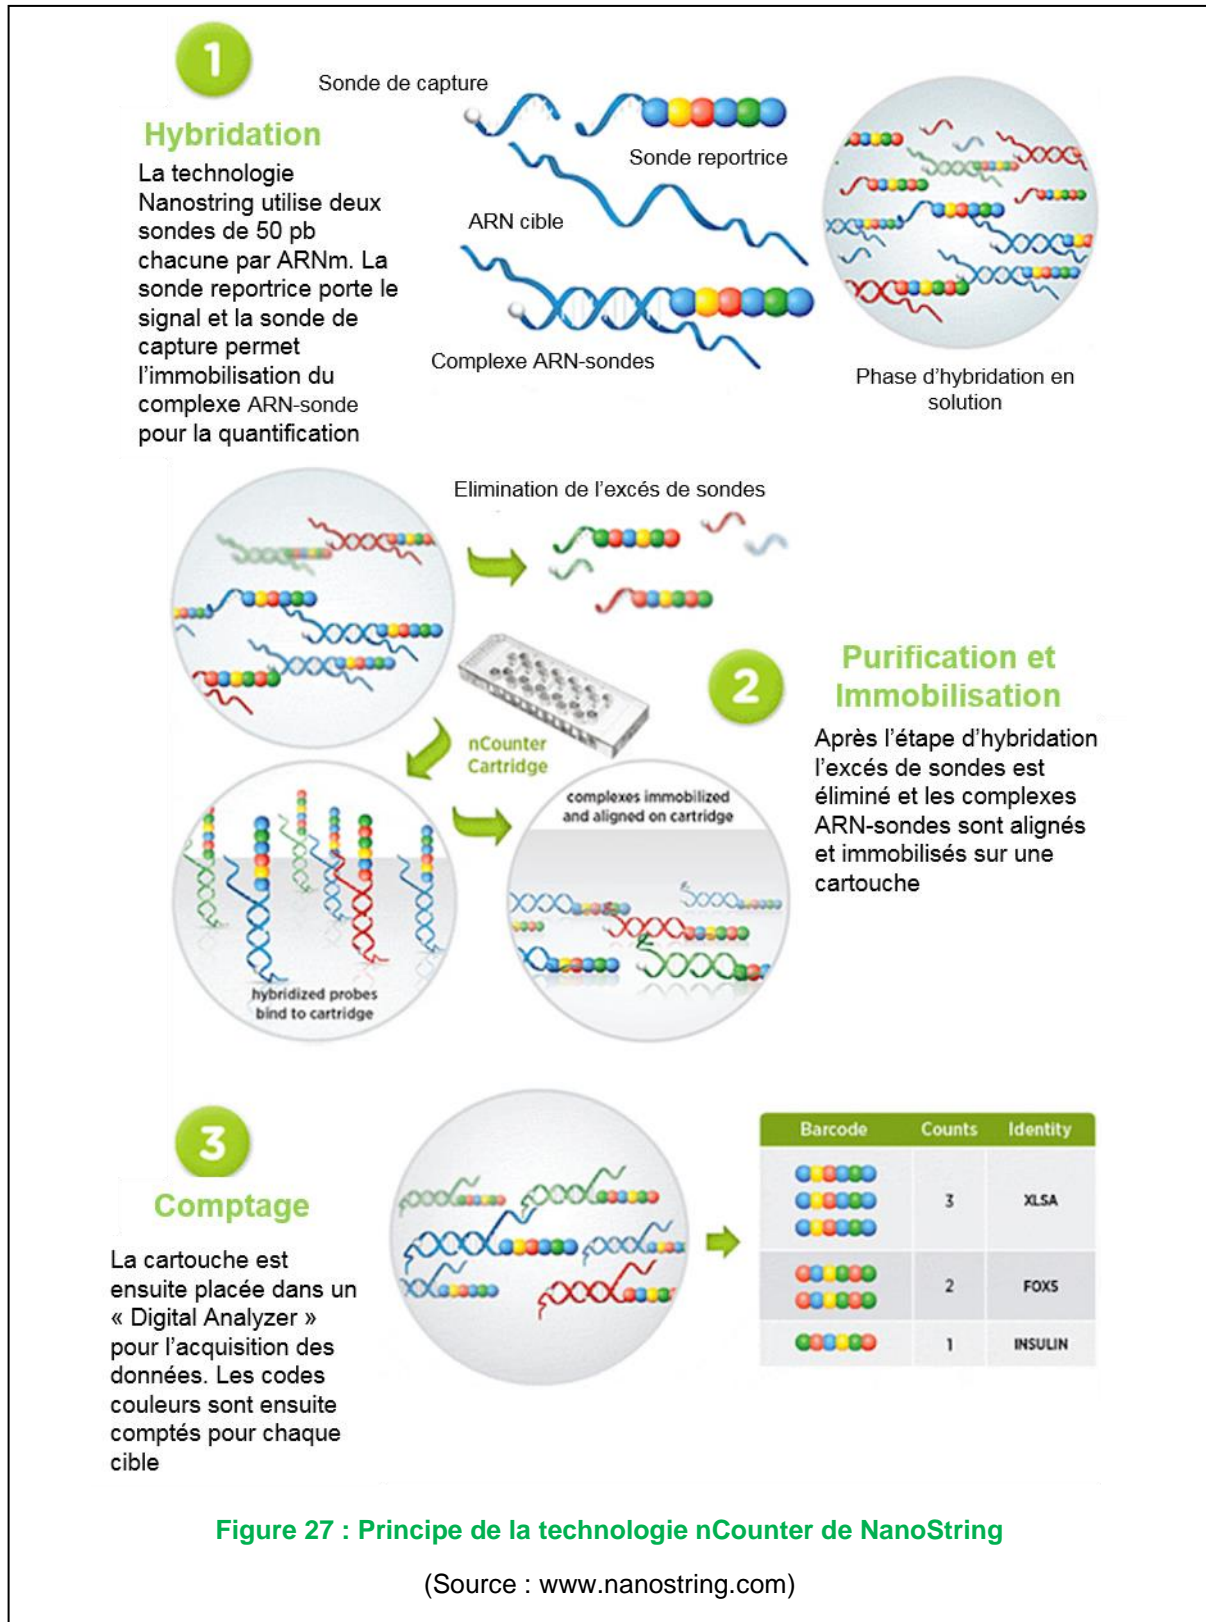 1
Hybridation
La technologie
Nanostring utilise deux
sondes de 50 pb
chacune par ARNm. La
sonde reportrice porte le
signal et la sonde de
capture permet
l'immobilisation du
complexe ARN-sonde
pour la quantification
Sonde de capture
Sonde reportrice
ARN cible
Complexe ARN-sondes
Phase d'hybridation en
solution
Elimination de l'excés de sondes
nCounter
Cartridge
2
Purification et
Immobilisation
Après l'étape d'hybridation
l'excés de sondes est
éliminé et les complexes
ARN-sondes sont alignés
et immobilisés sur une
cartouche
complexes immobilized
and aligned on cartridge
hybridized probes
bind to cartridge
3
Comptage
La cartouche est
ensuite placée dans un
« Digital Analyzer »
pour l'acquisition des
données. Les codes
couleurs sont ensuite
comptés pour chaque
cible
Barcode Counts Identity
3 XLSA
2 FOX5
1 INSULIN
Figure 27 : Principe de la technologie nCounter de NanoString
(Source : www.nanostring.com)